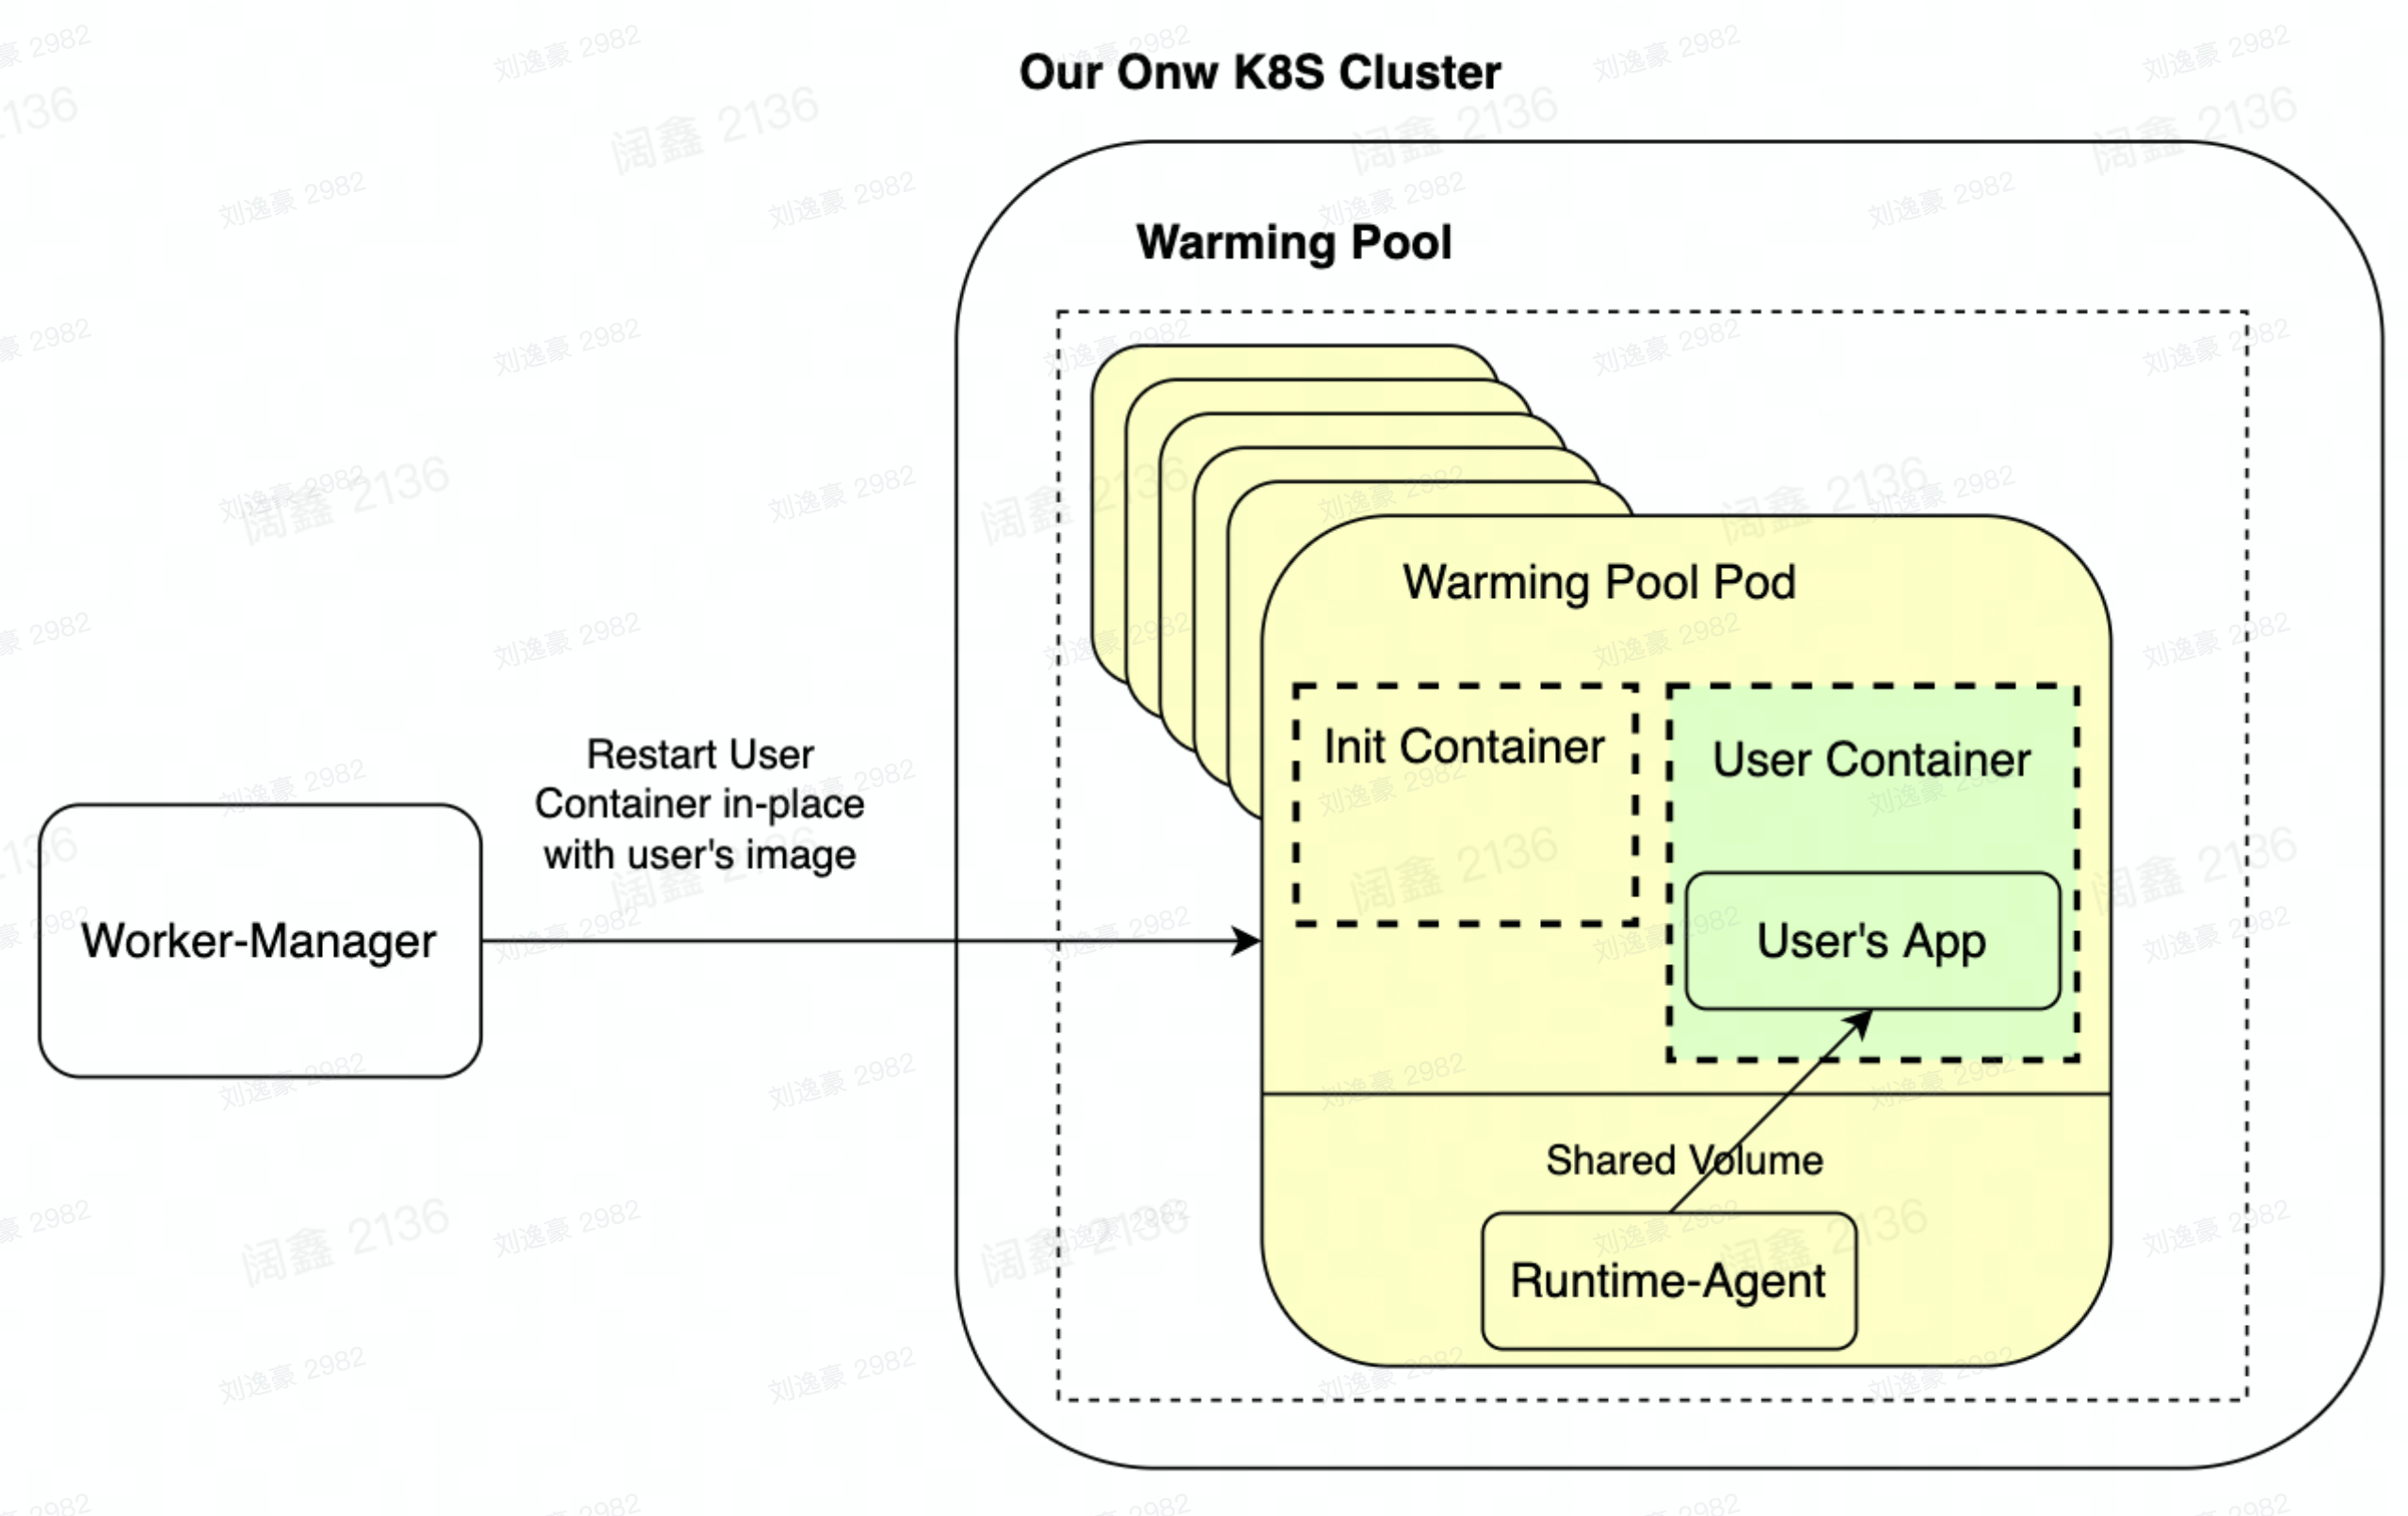 Our Onw K8S Cluster
Warming Pool
Warming Pool Pod
Init Container
User Container
User's App
Restart User
Container in-place
with user's image
Worker-Manager
Shared Volume
Runtime-Agent
刘逸豪 2982
阔鑫 2136